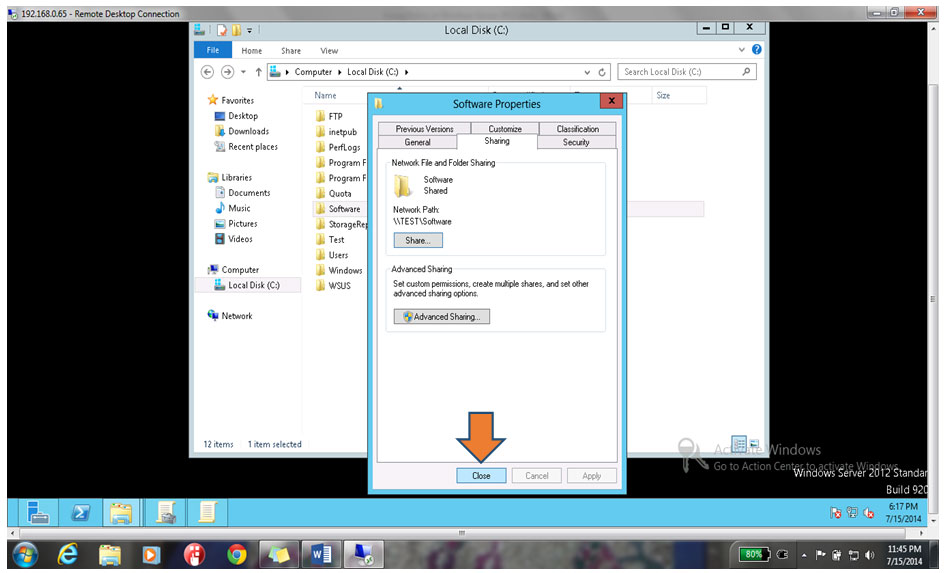 192.168.0.65 - Remote Desktop Connection
Local Disk (C:)
File Home Share View
Computer Local Disk (C:)
Search Local Disk (C:)
Name
Size
Favorites
Desktop
Downloads
Recent places
Libraries
Documents
Music
Pictures
Videos
Computer
Local Disk (C:)
Network
FTP
inetpub
PerfLogs
Program F
Program F
Quota
Software
StorageRep
Test
Users
Windows
WSUS
12 items 1 item selected
Software Properties
Previous Versions Customize Classification
General Sharing Security
Network File and Folder Sharing
Software
Shared
Network Path:
\\TEST\Software
Share...
Advanced Sharing
Set custom permissions, create multiple shares, and set other
advanced sharing options.
Advanced Sharing...
Close Cancel Apply
Activate Windows
Go to Action Center to activate Windows.
Windows Server 2012 Standar
Build 920
6:17 PM
7/15/2014
80%
11:45 PM
7/15/2014